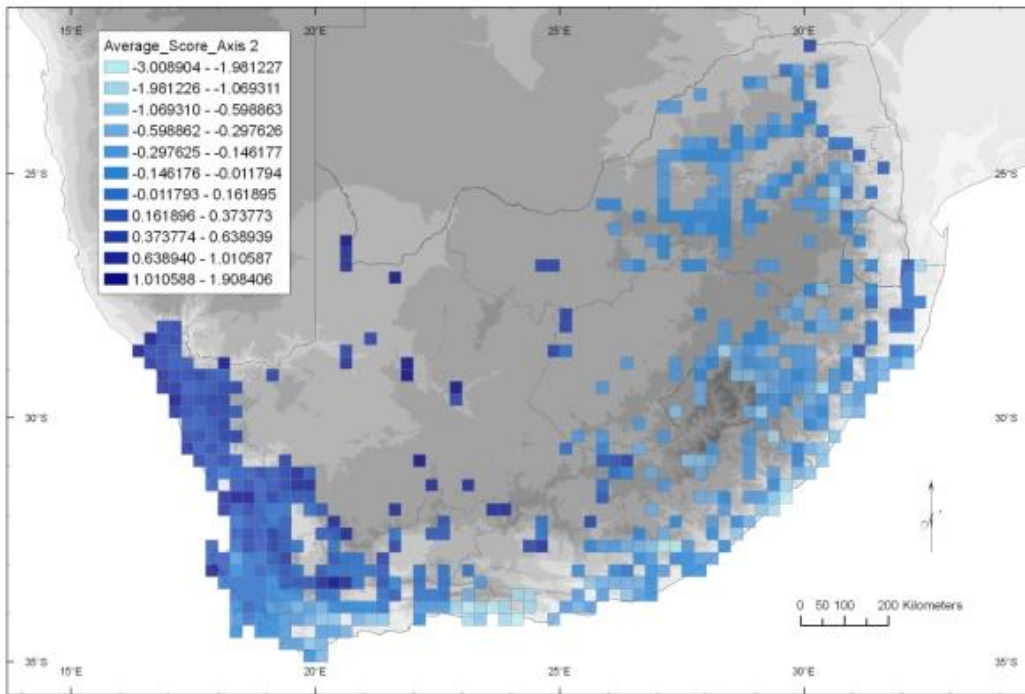 15°E 20°E 25°E 30°E
Average_Score_Axis 2
-3.008904 - -1.981227
-1.981226 - -1.069311
-1.069310 - -0.598863
-0.598862 - -0.297626
-0.297625 - -0.146177
-0.146176 - -0.011794
-0.011793 - 0.161895
0.161896 - 0.373773
0.373774 - 0.638939
0.638940 - 1.010587
1.010588 - 1.908406
25°S 25°S
30°S 30°S
0 50 100 200 Kilometers
35°S 35°S
15°E 20°E 25°E 30°E